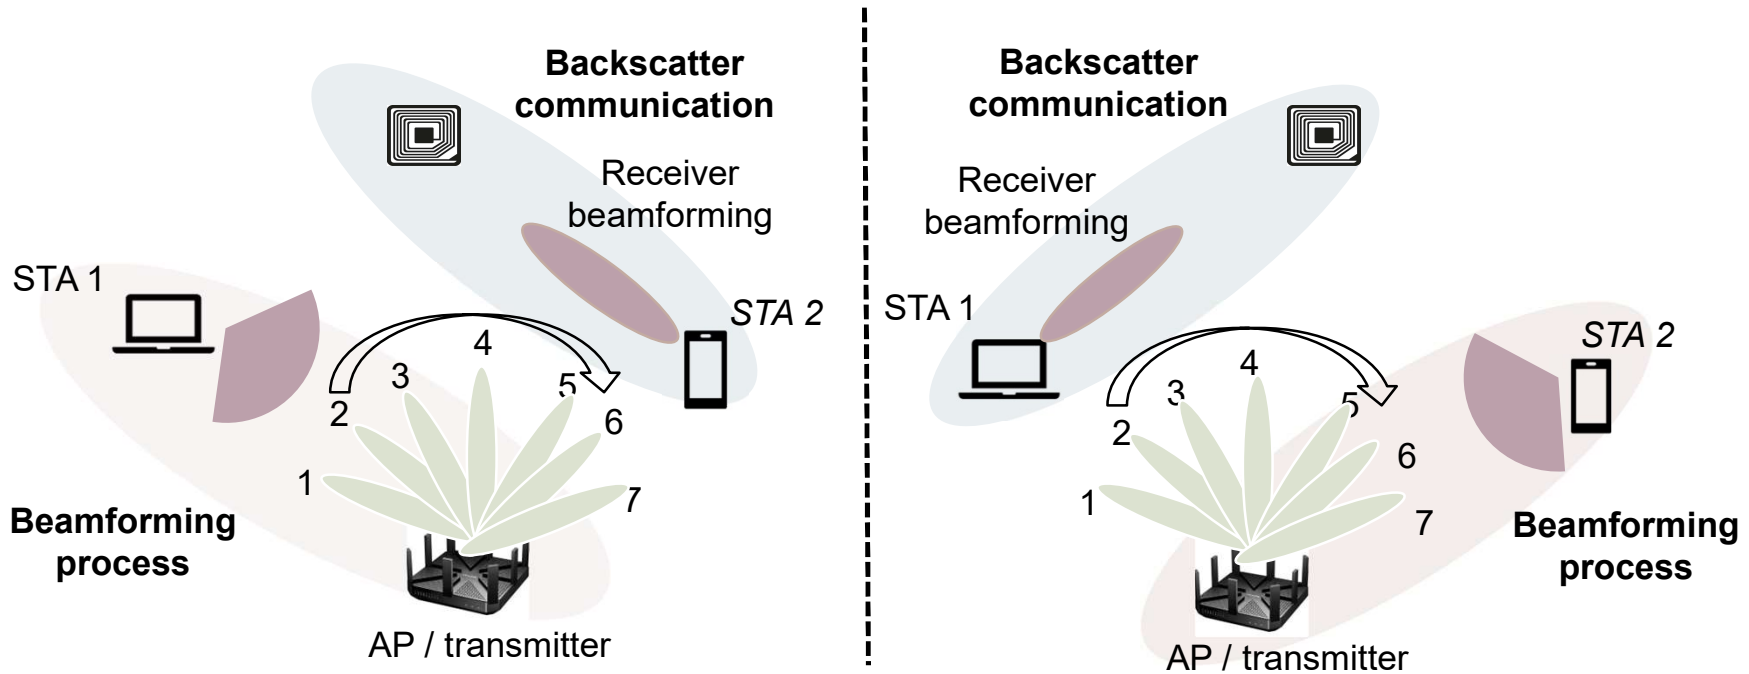 Backscatter
communication
Receiver
beamforming
STA 1
STA 2
1
2
3
4
5
6
7
Beamforming
process
AP / transmitter
Backscatter
communication
Receiver
beamforming
STA 1
STA 2
1
2
3
4
5
6
7
Beamforming
process
AP / transmitter